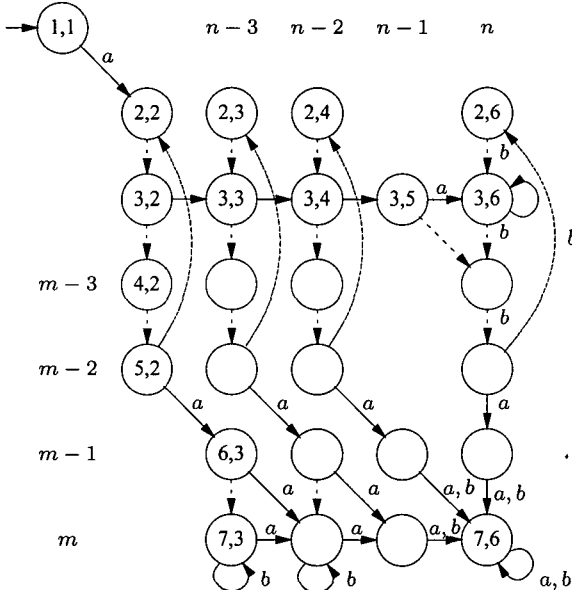 1,1 n − 3 n − 2 n − 1 n
a
2,2 2,3 2,4 2,6
b
3,2 3,3 3,4 3,5 a 3,6
b b
m − 3 4,2
b
m − 2 5,2
a a a
m − 1 6,3
a a a, b a, b
m 7,3 a a a, b 7,6
b b a, b